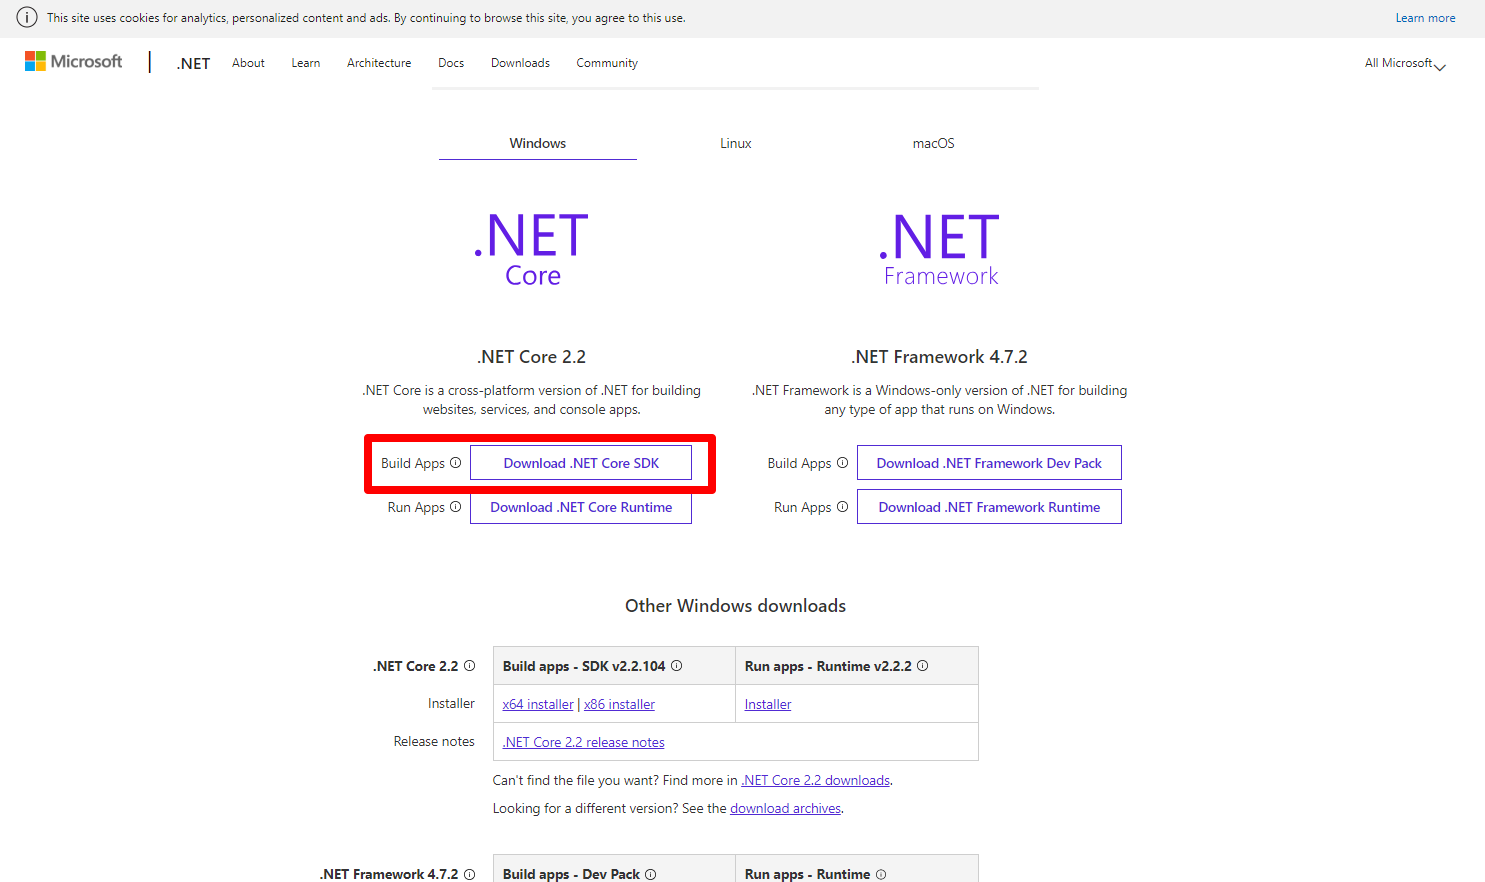 This site uses cookies for analytics, personalized content and ads. By continuing to browse this site, you agree to this use.
Learn more
Microsoft
.NET
About
Learn
Architecture
Docs
Downloads
Community
All Microsoft
Windows
Linux
macOS
.NET
Core
.NET
Framework
.NET Core 2.2
.NET Core is a cross-platform version of .NET for building
websites, services, and console apps.
Build Apps
Download .NET Core SDK
Run Apps
Download .NET Core Runtime
.NET Framework 4.7.2
.NET Framework is a Windows-only version of .NET for building
any type of app that runs on Windows.
Build Apps
Download .NET Framework Dev Pack
Run Apps
Download .NET Framework Runtime
Other Windows downloads
.NET Core 2.2
Build apps - SDK v2.2.104
Run apps - Runtime v2.2.2
Installer
x64 installer | x86 installer
Installer
Release notes
.NET Core 2.2 release notes
Can't find the file you want? Find more in .NET Core 2.2 downloads.
Looking for a different version? See the download archives.
.NET Framework 4.7.2
Build apps - Dev Pack
Run apps - Runtime